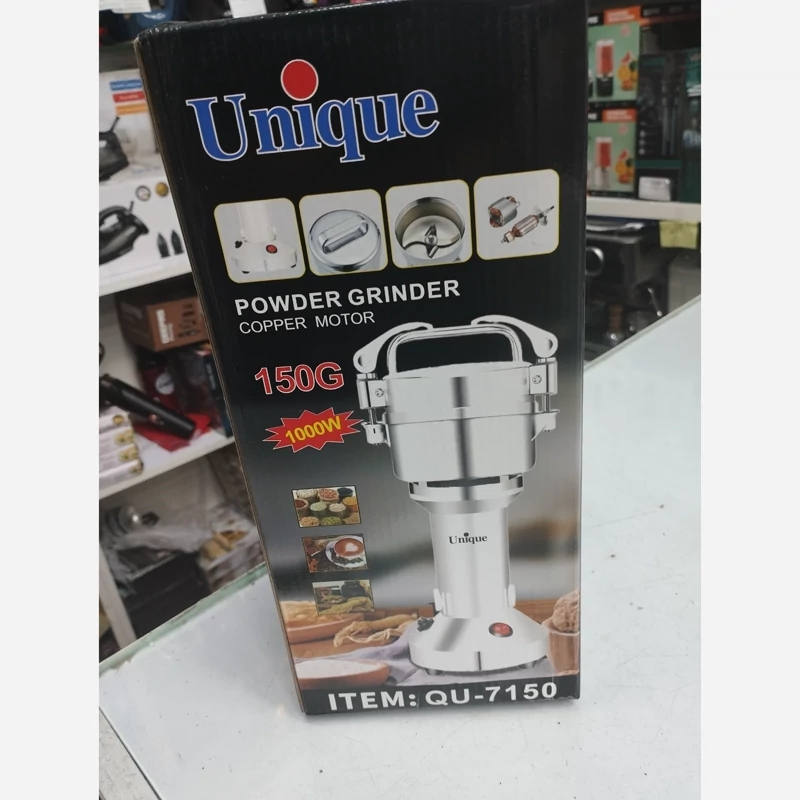 Unique
POWDER GRINDER
COPPER MOTOR
150G
1000W
Unique
ITEM: QU-7150